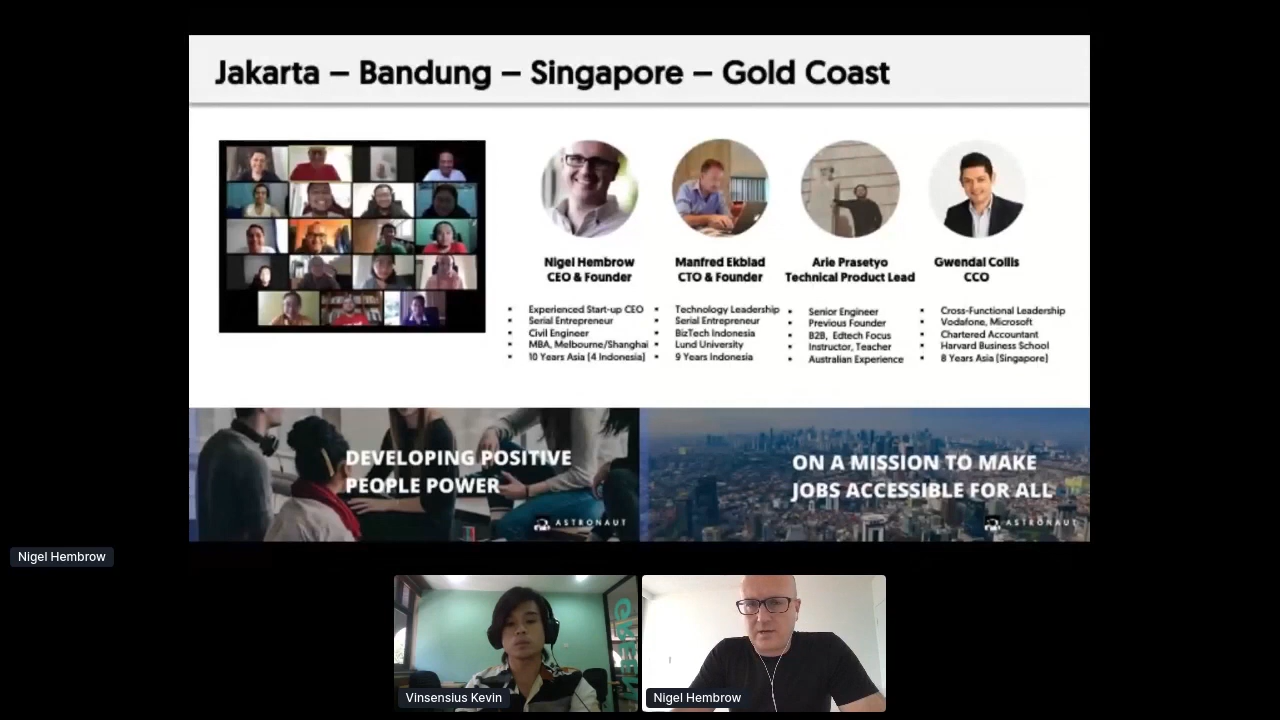 Jakarta – Bandung – Singapore – Gold Coast
Nigel Hembrow
CEO & Founder
▪ Experienced Start-up CEO
▪ Serial Entrepreneur
▪ Civil Engineer
▪ MBA, Melbourne/Shanghai
▪ 10 Years Asia (4 Indonesia)
Manfred Ekblad
CTO & Founder
▪ Technology Leadership
▪ Serial Entrepreneur
▪ BizTech Indonesia
▪ Lund University
▪ 9 Years Indonesia
Arie Prasetyo
Technical Product Lead
▪ Senior Engineer
▪ Previous Founder
▪ B2B, Edtech Focus
▪ Instructor, Teacher
▪ Australian Experience
Gwendal Collis
CCO
▪ Cross-Functional Leadership
▪ Vodafone, Microsoft
▪ Chartered Accountant
▪ Harvard Business School
▪ 8 Years Asia (Singapore)
DEVELOPING POSITIVE
PEOPLE POWER
ASTRONAUT
ON A MISSION TO MAKE
JOBS ACCESSIBLE FOR ALL
ASTRONAUT
Nigel Hembrow
Vinsensius Kevin
Nigel Hembrow